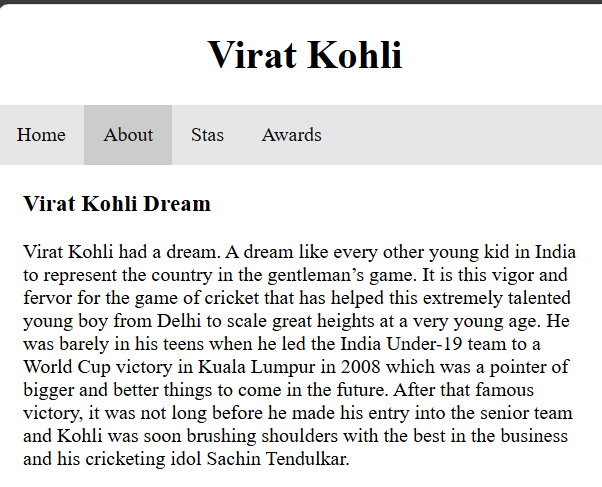 Virat Kohli
Home About Stas Awards
Virat Kohli Dream
Virat Kohli had a dream. A dream like every other young kid in India
to represent the country in the gentleman’s game. It is this vigor and
fervor for the game of cricket that has helped this extremely talented
young boy from Delhi to scale great heights at a very young age. He
was barely in his teens when he led the India Under-19 team to a
World Cup victory in Kuala Lumpur in 2008 which was a pointer of
bigger and better things to come in the future. After that famous
victory, it was not long before he made his entry into the senior team
and Kohli was soon brushing shoulders with the best in the business
and his cricketing idol Sachin Tendulkar.